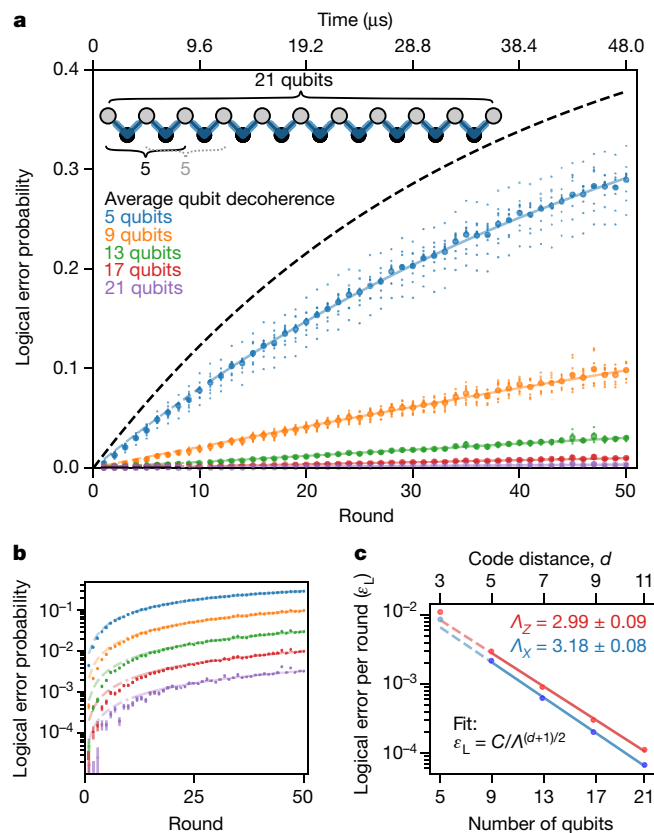 a
Time (μs)
0 9.6 19.2 28.8 38.4 48.0
0.4
0.3
0.2
0.1
0.0
Logical error probability
21 qubits
5
5
Average qubit decoherence
5 qubits
9 qubits
13 qubits
17 qubits
21 qubits
0 10 20 30 40 50
Round
b
Logical error probability
10⁻¹
10⁻²
10⁻³
10⁻⁴
0 25 50
Round
c
Code distance, d
3 5 7 9 11
Logical error per round (εL)
10⁻²
10⁻³
10⁻⁴
Λ_Z = 2.99 ± 0.09
Λ_X = 3.18 ± 0.08
Fit:
εL = C/Λ^(d+1)/2
5 9 13 17 21
Number of qubits